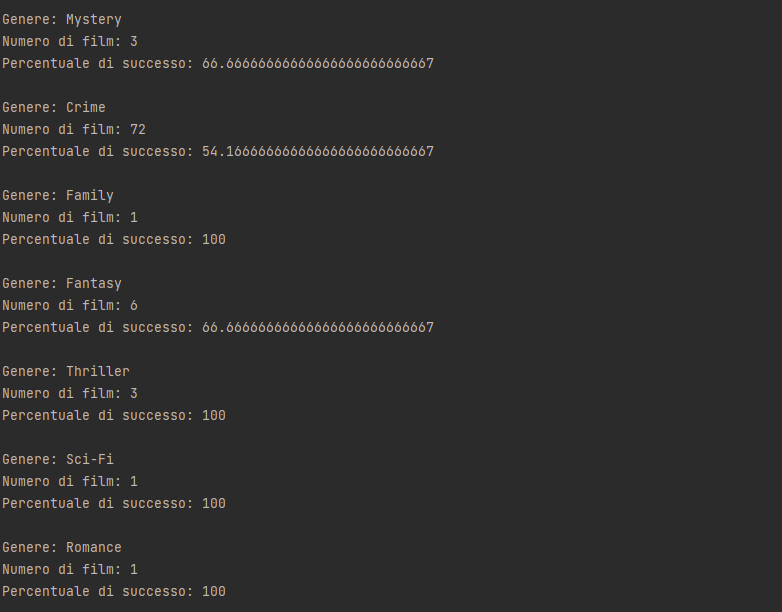 Genere: Mystery
Numero di film: 3
Percentuale di successo: 66.66666666666666666666666667
Genere: Crime
Numero di film: 72
Percentuale di successo: 54.16666666666666666666666667
Genere: Family
Numero di film: 1
Percentuale di successo: 100
Genere: Fantasy
Numero di film: 6
Percentuale di successo: 66.66666666666666666666666667
Genere: Thriller
Numero di film: 3
Percentuale di successo: 100
Genere: Sci-Fi
Numero di film: 1
Percentuale di successo: 100
Genere: Romance
Numero di film: 1
Percentuale di successo: 100